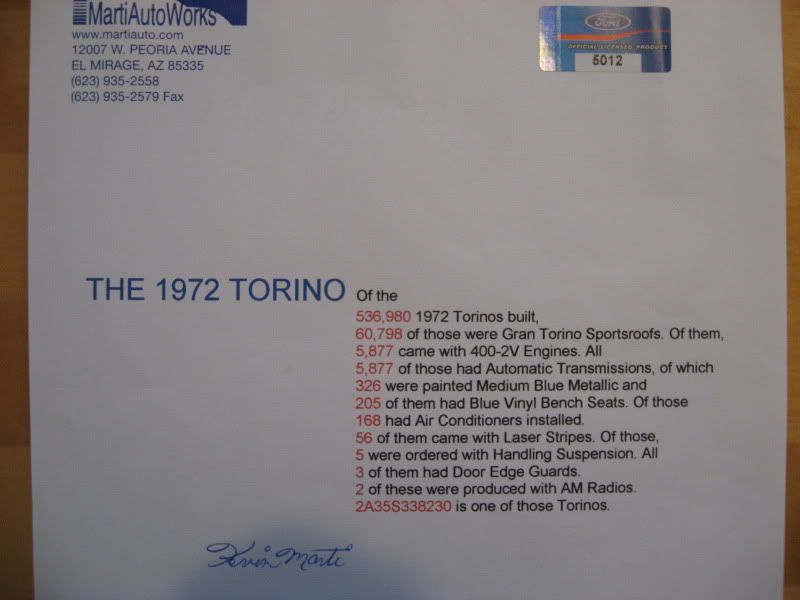 MartiAutoWorks
www.martiauto.com
12007 W. PEORIA AVENUE
EL MIRAGE, AZ 85335
(623) 935-2558
(623) 935-2579 Fax
Ford
OFFICIAL LICENSED PRODUCT
5012
THE 1972 TORINO Of the
536,980 1972 Torinos built,
60,798 of those were Gran Torino Sportsroofs. Of them,
5,877 came with 400-2V Engines. All
5,877 of those had Automatic Transmissions, of which
326 were painted Medium Blue Metallic and
205 of them had Blue Vinyl Bench Seats. Of those
168 had Air Conditioners installed.
56 of them came with Laser Stripes. Of those,
5 were ordered with Handling Suspension. All
3 of them had Door Edge Guards.
2 of these were produced with AM Radios.
2A35S338230 is one of those Torinos.
Kevin Marti